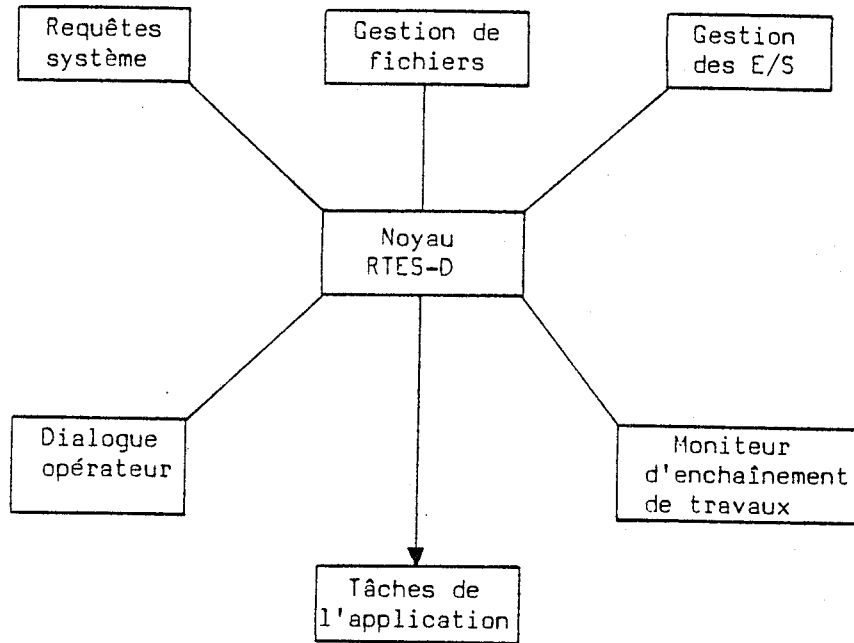 Requêtes
système
Gestion de
fichiers
Gestion
des E/S
Noyau
RTES-D
Dialogue
opérateur
Moniteur
d'enchaînement
de travaux
Tâches de
l'application